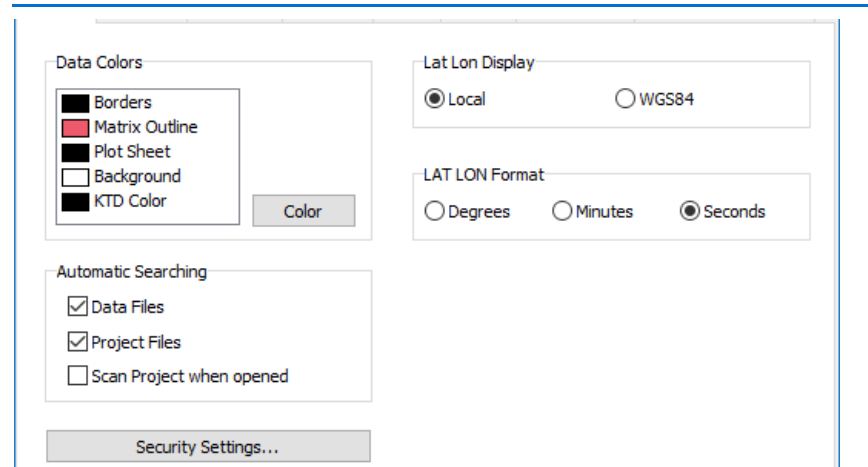 Data Colors
Borders
Matrix Outline
Plot Sheet
Background
KTD Color
Color
Lat Lon Display
Local WGS84
LAT LON Format
Degrees Minutes Seconds
Automatic Searching
Data Files
Project Files
Scan Project when opened
Security Settings...